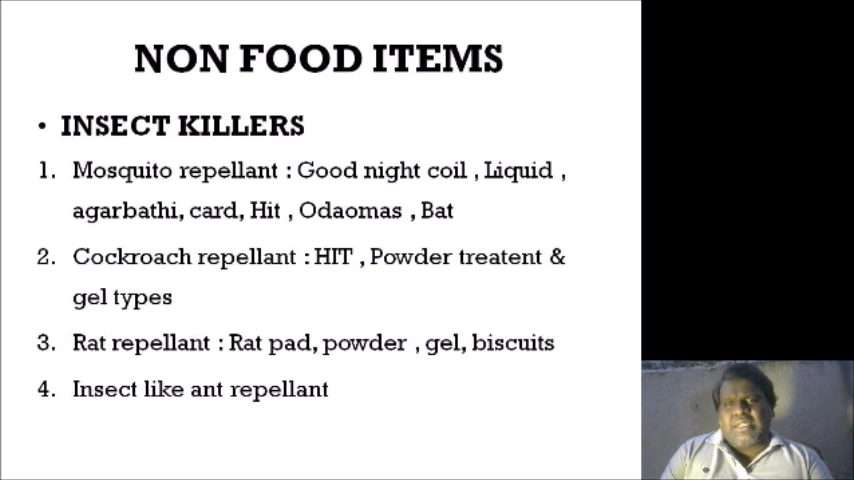 NON FOOD ITEMS
• INSECT KILLERS
1. Mosquito repellant : Good night coil , Liquid ,
agarbathi, card, Hit , Odaomas , Bat
2. Cockroach repellant : HIT , Powder treatent &
gel types
3. Rat repellant : Rat pad, powder , gel, biscuits
4. Insect like ant repellant